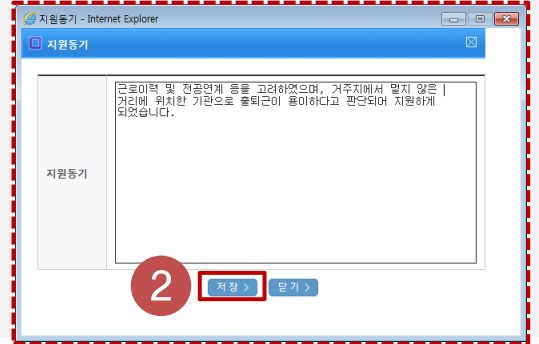 지원동기 - Internet Explorer
지원동기
근로이력 및 전공연계 등을 고려하였으며, 거주지에서 멀지 않은
거리에 위치한 기관으로 출퇴근이 용이하다고 판단되어 지원하게
되었습니다.
지원동기
2
저장 >
닫기 >